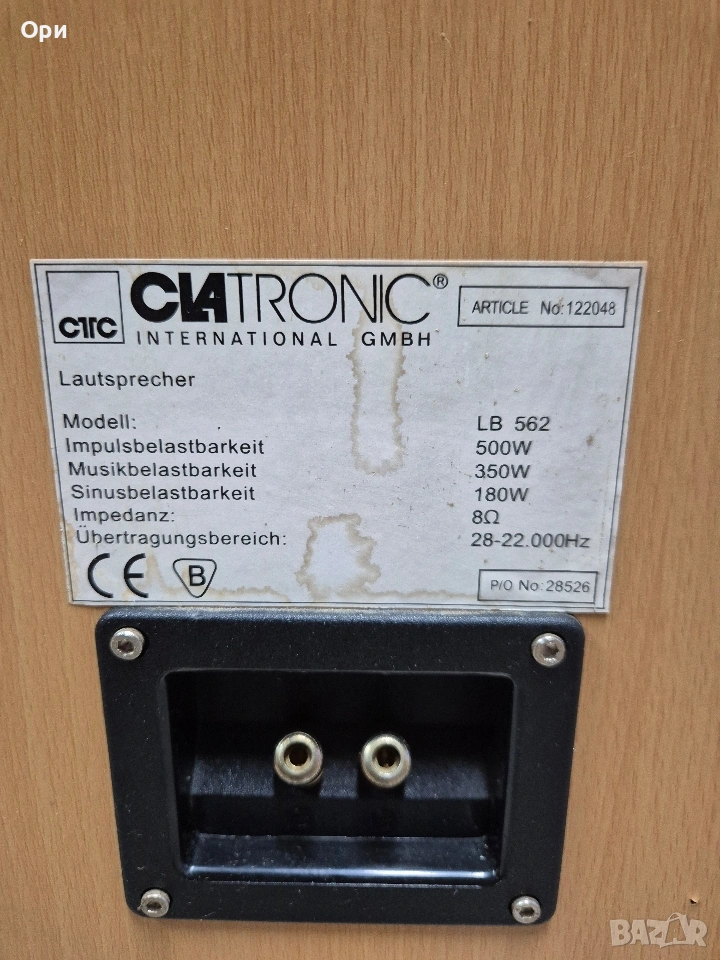 Ори
CTC
CLATRONIC®
INTERNATIONAL GMBH
ARTICLE No:122048
Lautsprecher
Modell: LB 562
Impulsbelastbarkeit 500W
Musikbelastbarkeit 350W
Sinusbelastbarkeit 180W
Impedanz: 8Ω
Übertragungsbereich: 28-22.000Hz
CE B
P/O No:28526
BAZAR